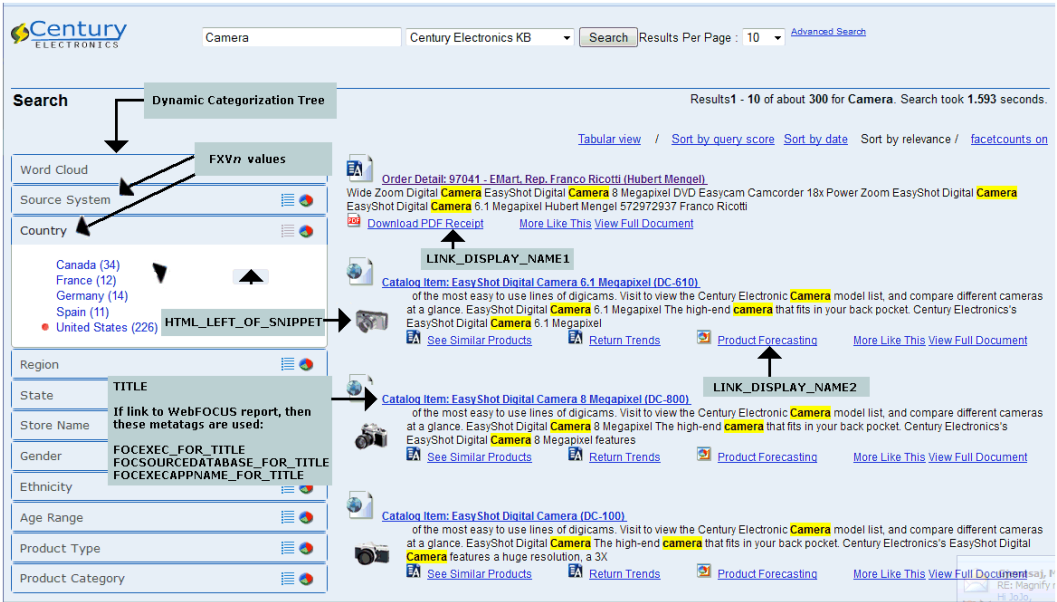 Century
ELECTRONICS
Camera
Century Electronics KB
Search
Results Per Page : 10
Advanced Search
Search
Dynamic Categorization Tree
Results1 - 10 of about 300 for Camera. Search took 1.593 seconds.
Tabular view / Sort by query score Sort by date Sort by relevance / facetcounts on
FXVn values
Word Cloud
Source System
Country
Canada (34)
France (12)
Germany (14)
Spain (11)
United States (226)
HTML_LEFT_OF_SNIPPET
Region
State
Store Name
Gender
Ethnicity
Age Range
Product Type
Product Category
TITLE
If link to WebFOCUS report, then
these metatags are used:
FOCEXEC_FOR_TITLE
FOCSOURCEDATABASE_FOR_TITLE
FOCEXECAPPNAME_FOR_TITLE
Order Detail: 97041 - EMart, Rep. Franco Ricotti (Hubert Mengel)
Wide Zoom Digital Camera EasyShot Digital Camera 8 Megapixel DVD Easycam Camcorder 18x Power Zoom EasyShot Digital Camera
EasyShot Digital Camera 6.1 Megapixel Hubert Mengel 572972937 Franco Ricotti
Download PDF Receipt More Like This View Full Document
LINK_DISPLAY_NAME1
Catalog Item: EasyShot Digital Camera 6.1 Megapixel (DC-610)
of the most easy to use lines of digicams. Visit to view the Century Electronic Camera model list, and compare different cameras
at a glance. EasyShot Digital Camera 6.1 Megapixel The high-end camera that fits in your back pocket. Century Electronics's
EasyShot Digital Camera 6.1 Megapixel
See Similar Products Return Trends Product Forecasting More Like This View Full Document
LINK_DISPLAY_NAME2
Catalog Item: EasyShot Digital Camera 8 Megapixel (DC-800)
of the most easy to use lines of digicams. Visit to view the Century Electronic Camera model list, and compare different cameras
at a glance. EasyShot Digital Camera 8 Megapixel The high-end camera that fits in your back pocket. Century Electronics's
EasyShot Digital Camera 8 Megapixel features
See Similar Products Return Trends Product Forecasting More Like This View Full Document
Catalog Item: EasyShot Digital Camera (DC-100)
of the most easy to use lines of digicams. Visit to view the Century Electronic Camera model list, and compare different cameras
at a glance. EasyShot Digital Camera The high-end camera that fits in your back pocket. Century Electronics's EasyShot Digital
Camera features a huge resolution, a 3X
See Similar Products Return Trends Product Forecasting More Like This View Full Document
RE: Magnify
Hi JoJo,